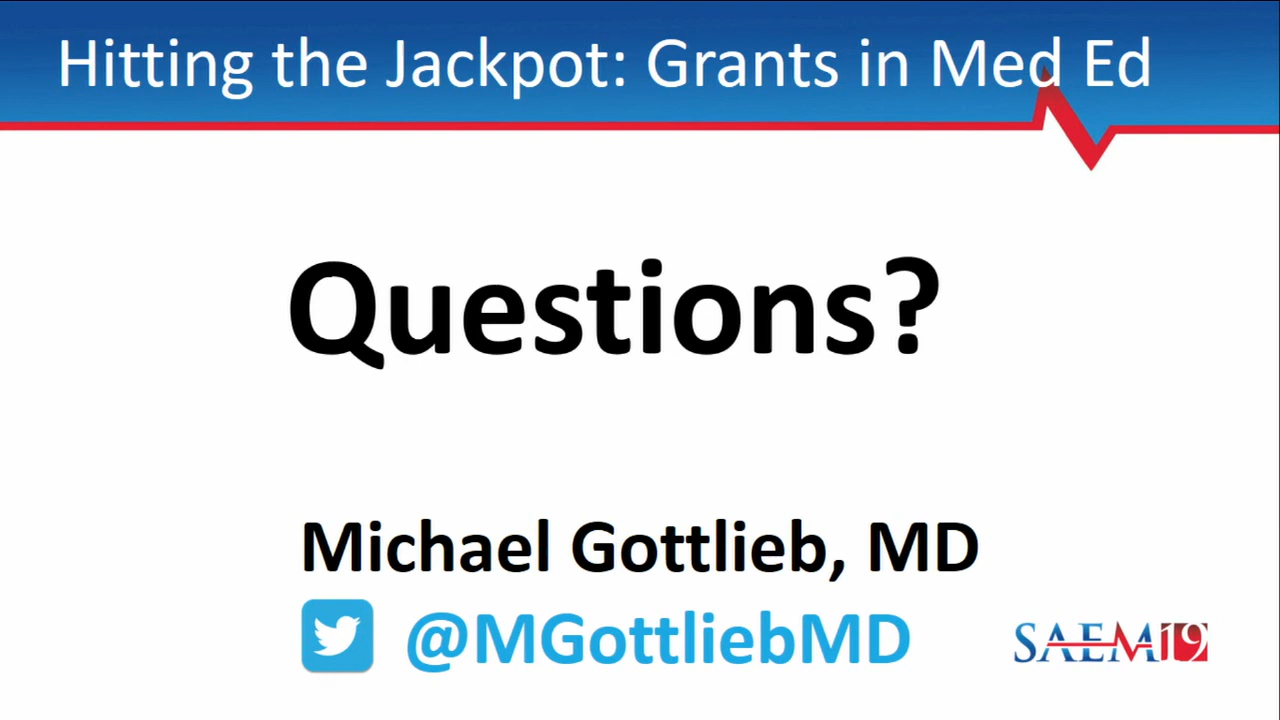 Hitting the Jackpot: Grants in Med Ed
Questions?
Michael Gottlieb, MD
@MGottliebMD
SAEM19